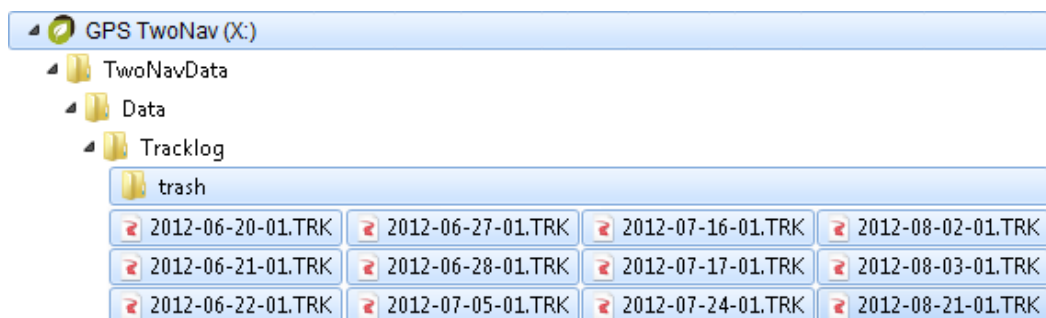 GPS TwoNav (X:)
TwoNavData
Data
Tracklog
trash
2012-06-20-01.TRK 2012-06-27-01.TRK 2012-07-16-01.TRK 2012-08-02-01.TRK
2012-06-21-01.TRK 2012-06-28-01.TRK 2012-07-17-01.TRK 2012-08-03-01.TRK
2012-06-22-01.TRK 2012-07-05-01.TRK 2012-07-24-01.TRK 2012-08-21-01.TRK